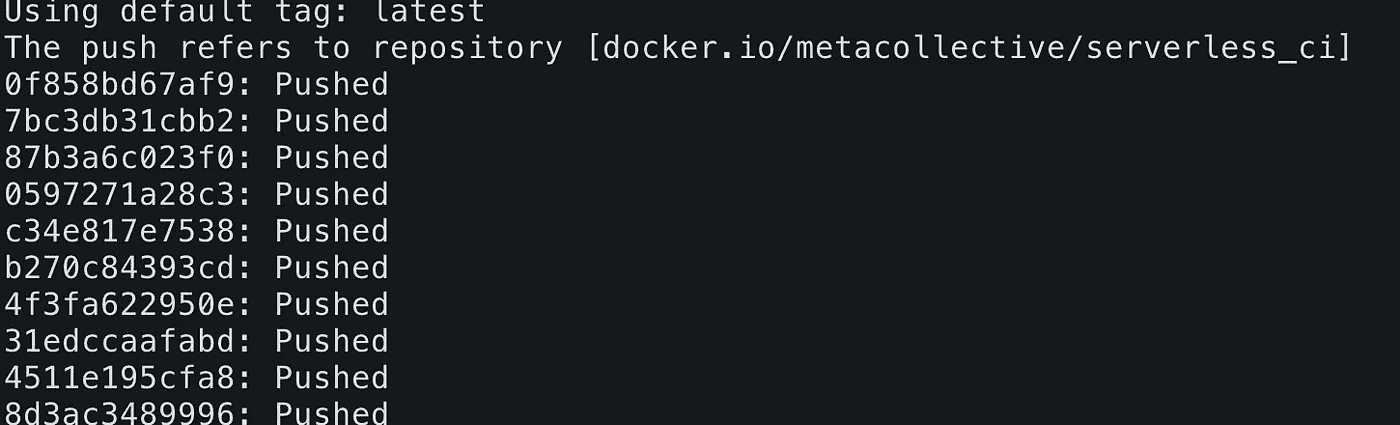 Using default tag: latest
The push refers to repository [docker.io/metacollective/serverless_ci]
0f858bd67af9: Pushed
7bc3db31cbb2: Pushed
87b3a6c023f0: Pushed
0597271a28c3: Pushed
c34e817e7538: Pushed
b270c84393cd: Pushed
4f3fa622950e: Pushed
31edccaafabd: Pushed
4511e195cfa8: Pushed
8d3ac3489996: Pushed